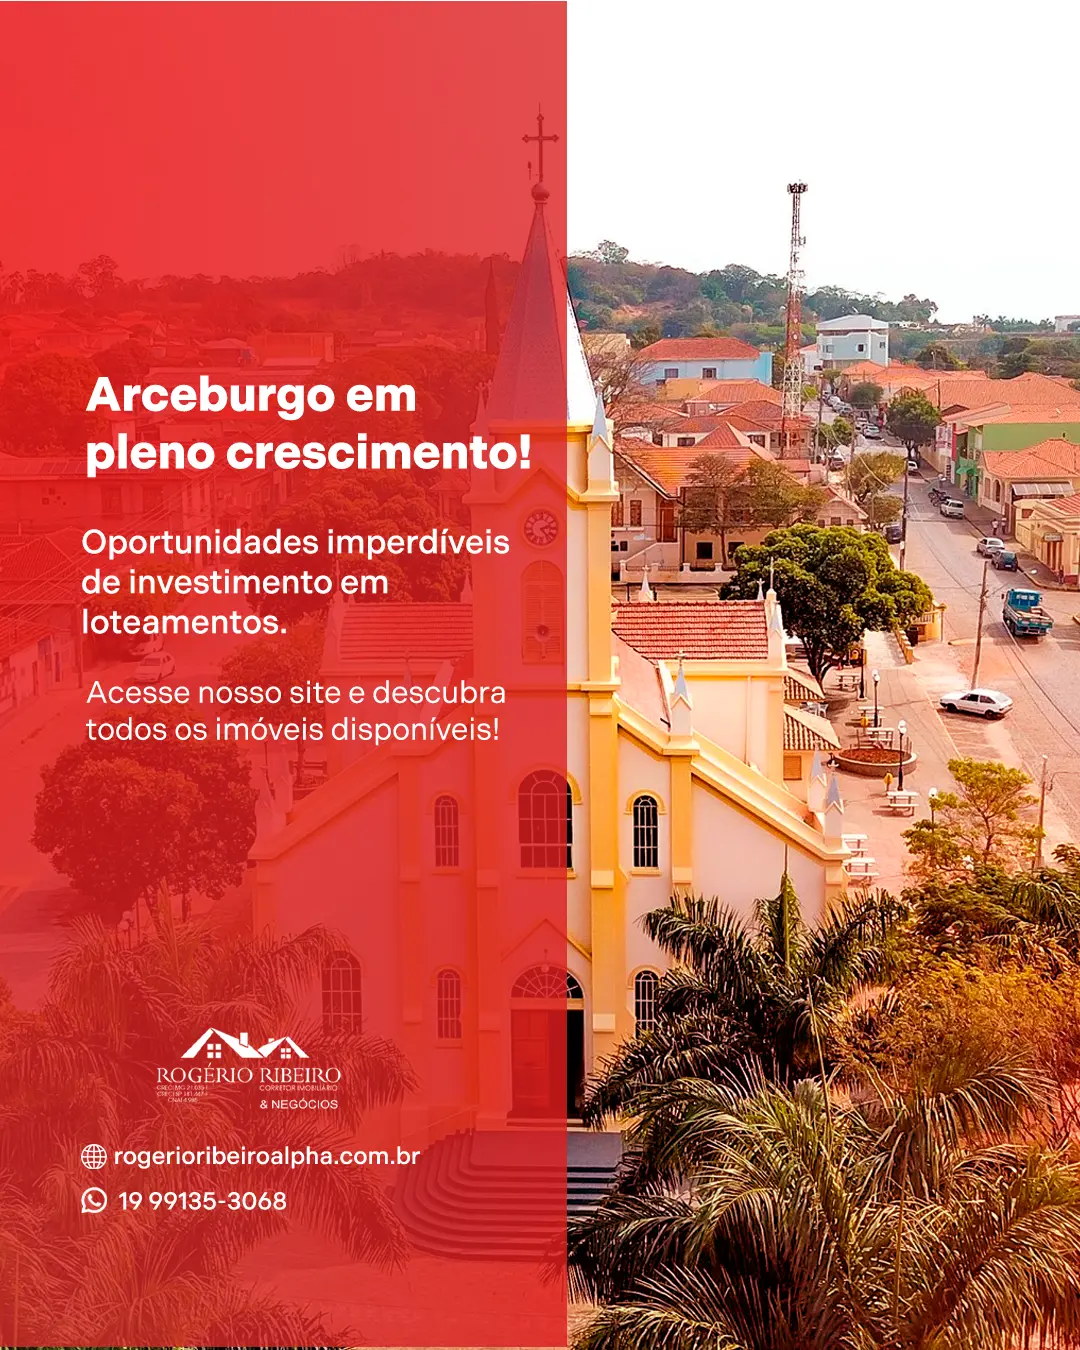 Arceburgo em
pleno crescimento!
Oportunidades imperdíveis
de investimento em
loteamentos.
Acesse nosso site e descubra
todos os imóveis disponíveis!
ROGÉRIO RIBEIRO
CORRETOR IMOBILIÁRIO
& NEGÓCIOS
rogerioribeiroalpha.com.br
19 99135-3068